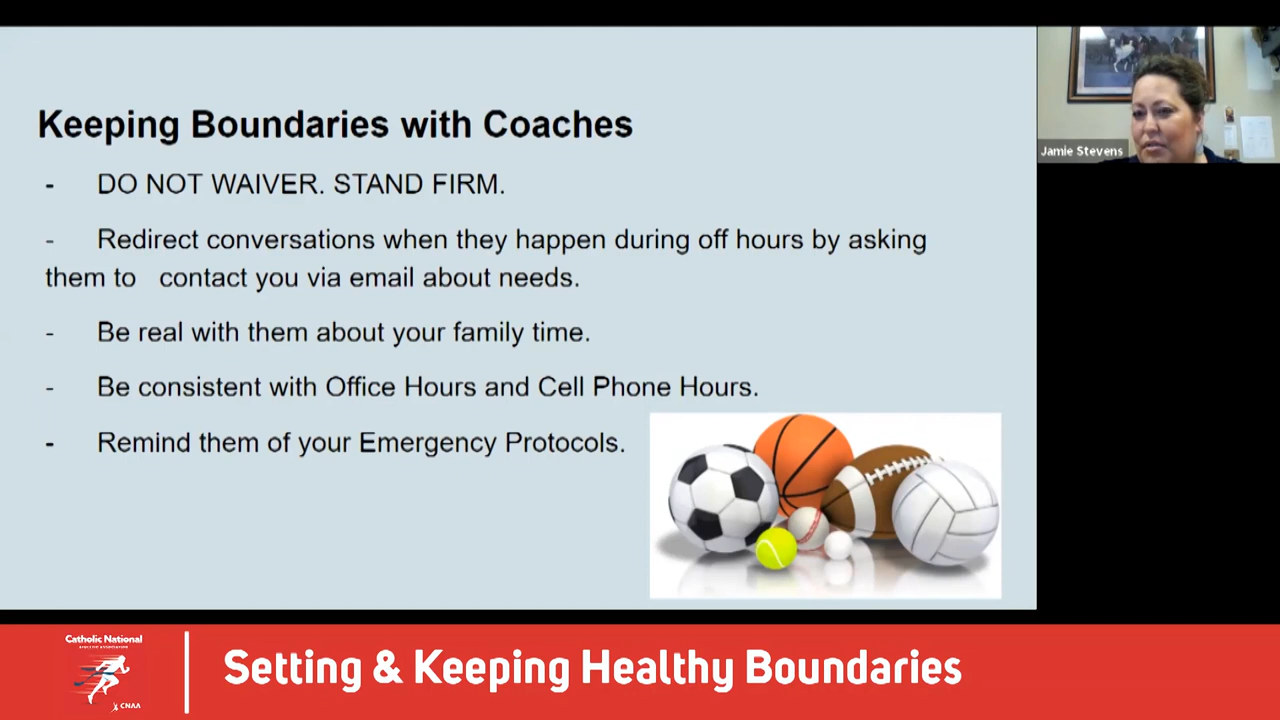 Keeping Boundaries with Coaches
- DO NOT WAIVER. STAND FIRM.
- Redirect conversations when they happen during off hours by asking
them to contact you via email about needs.
- Be real with them about your family time.
- Be consistent with Office Hours and Cell Phone Hours.
- Remind them of your Emergency Protocols.
Jamie Stevens
Catholic National
ATHLETIC ASSOCIATION
CNAA
Setting & Keeping Healthy Boundaries